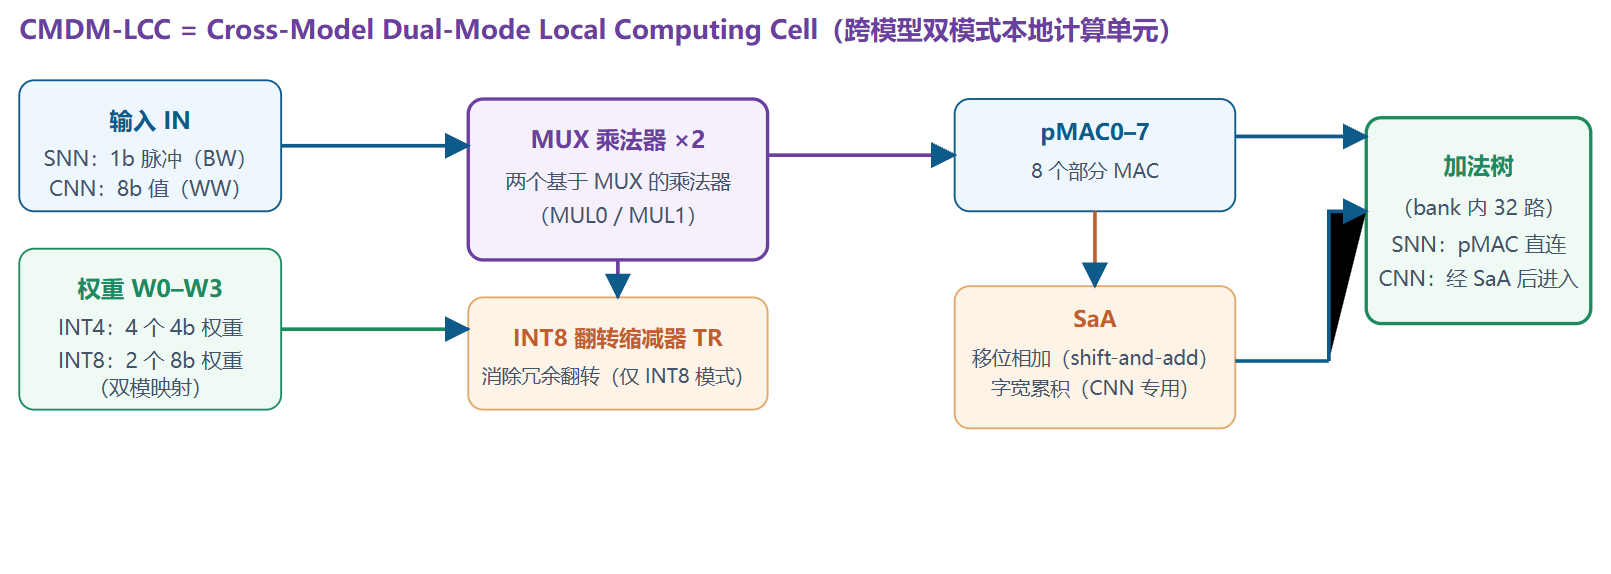 CMDM-LCC = Cross-Model Dual-Mode Local Computing Cell（跨模型双模式本地计算单元）
输入 IN
SNN：1b 脉冲（BW）
CNN：8b 值（WW）
权重 W0–W3
INT4：4 个 4b 权重
INT8：2 个 8b 权重
（双模映射）
MUX 乘法器 ×2
两个基于 MUX 的乘法器
（MUL0 / MUL1）
INT8 翻转缩减器 TR
消除冗余翻转（仅 INT8 模式）
pMAC0–7
8 个部分 MAC
SaA
移位相加（shift-and-add）
字宽累积（CNN 专用）
加法树
（bank 内 32 路）
SNN：pMAC 直连
CNN：经 SaA 后进入